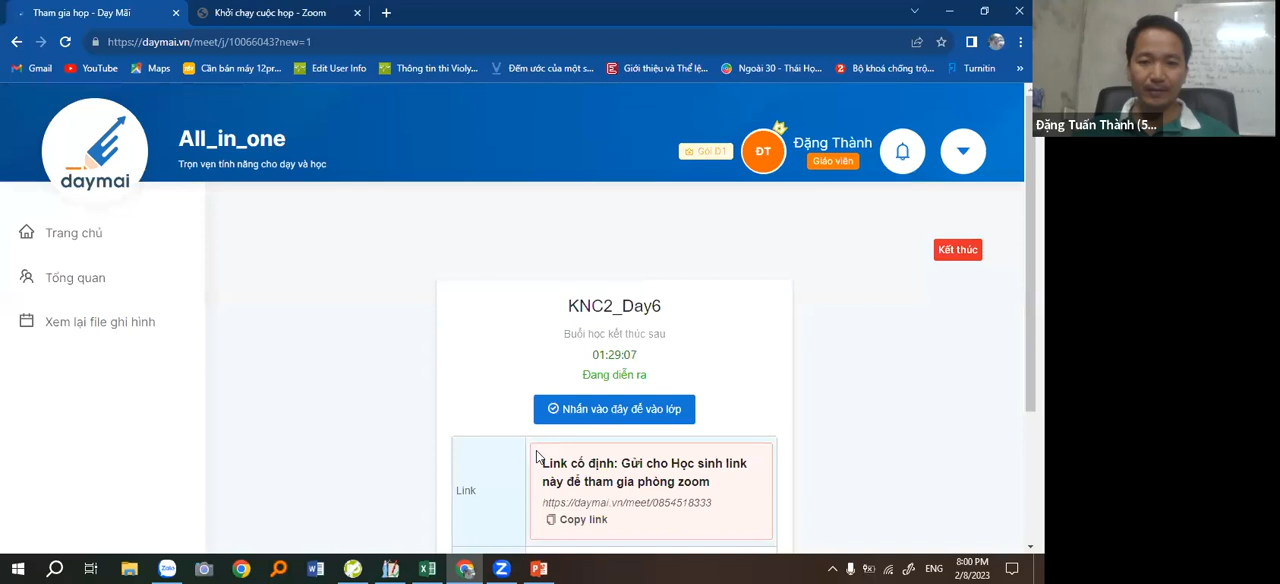 Tham gia họp - Dạy Mãi
Khởi chạy cuộc họp - Zoom
https://daymai.vn/meet/j/10066043?new=1
Gmail
YouTube
Maps
Cân bán máy 12pr...
Edit User Info
Thông tin thi Violy...
Đếm ước của một s...
Giới thiệu và Thể lệ...
Ngoài 30 - Thái Họ...
Bộ khoá chống trộ...
Turnitin
»
daymai
All_in_one
Trọn vẹn tính năng cho dạy và học
Gói D1
ĐT
Đặng Thành
Giáo viên
Đặng Tuấn Thành (5...
Trang chủ
Tổng quan
Xem lại file ghi hình
Kết thúc
KNC2_Day6
Buổi học kết thúc sau
01:29:07
Đang diễn ra
Nhấn vào đây để vào lớp
Link
Link cố định: Gửi cho Học sinh link
này để tham gia phòng zoom
https://daymai.vn/meet/0854518333
Copy link
Zalo
ENG
8:00 PM
2/8/2023